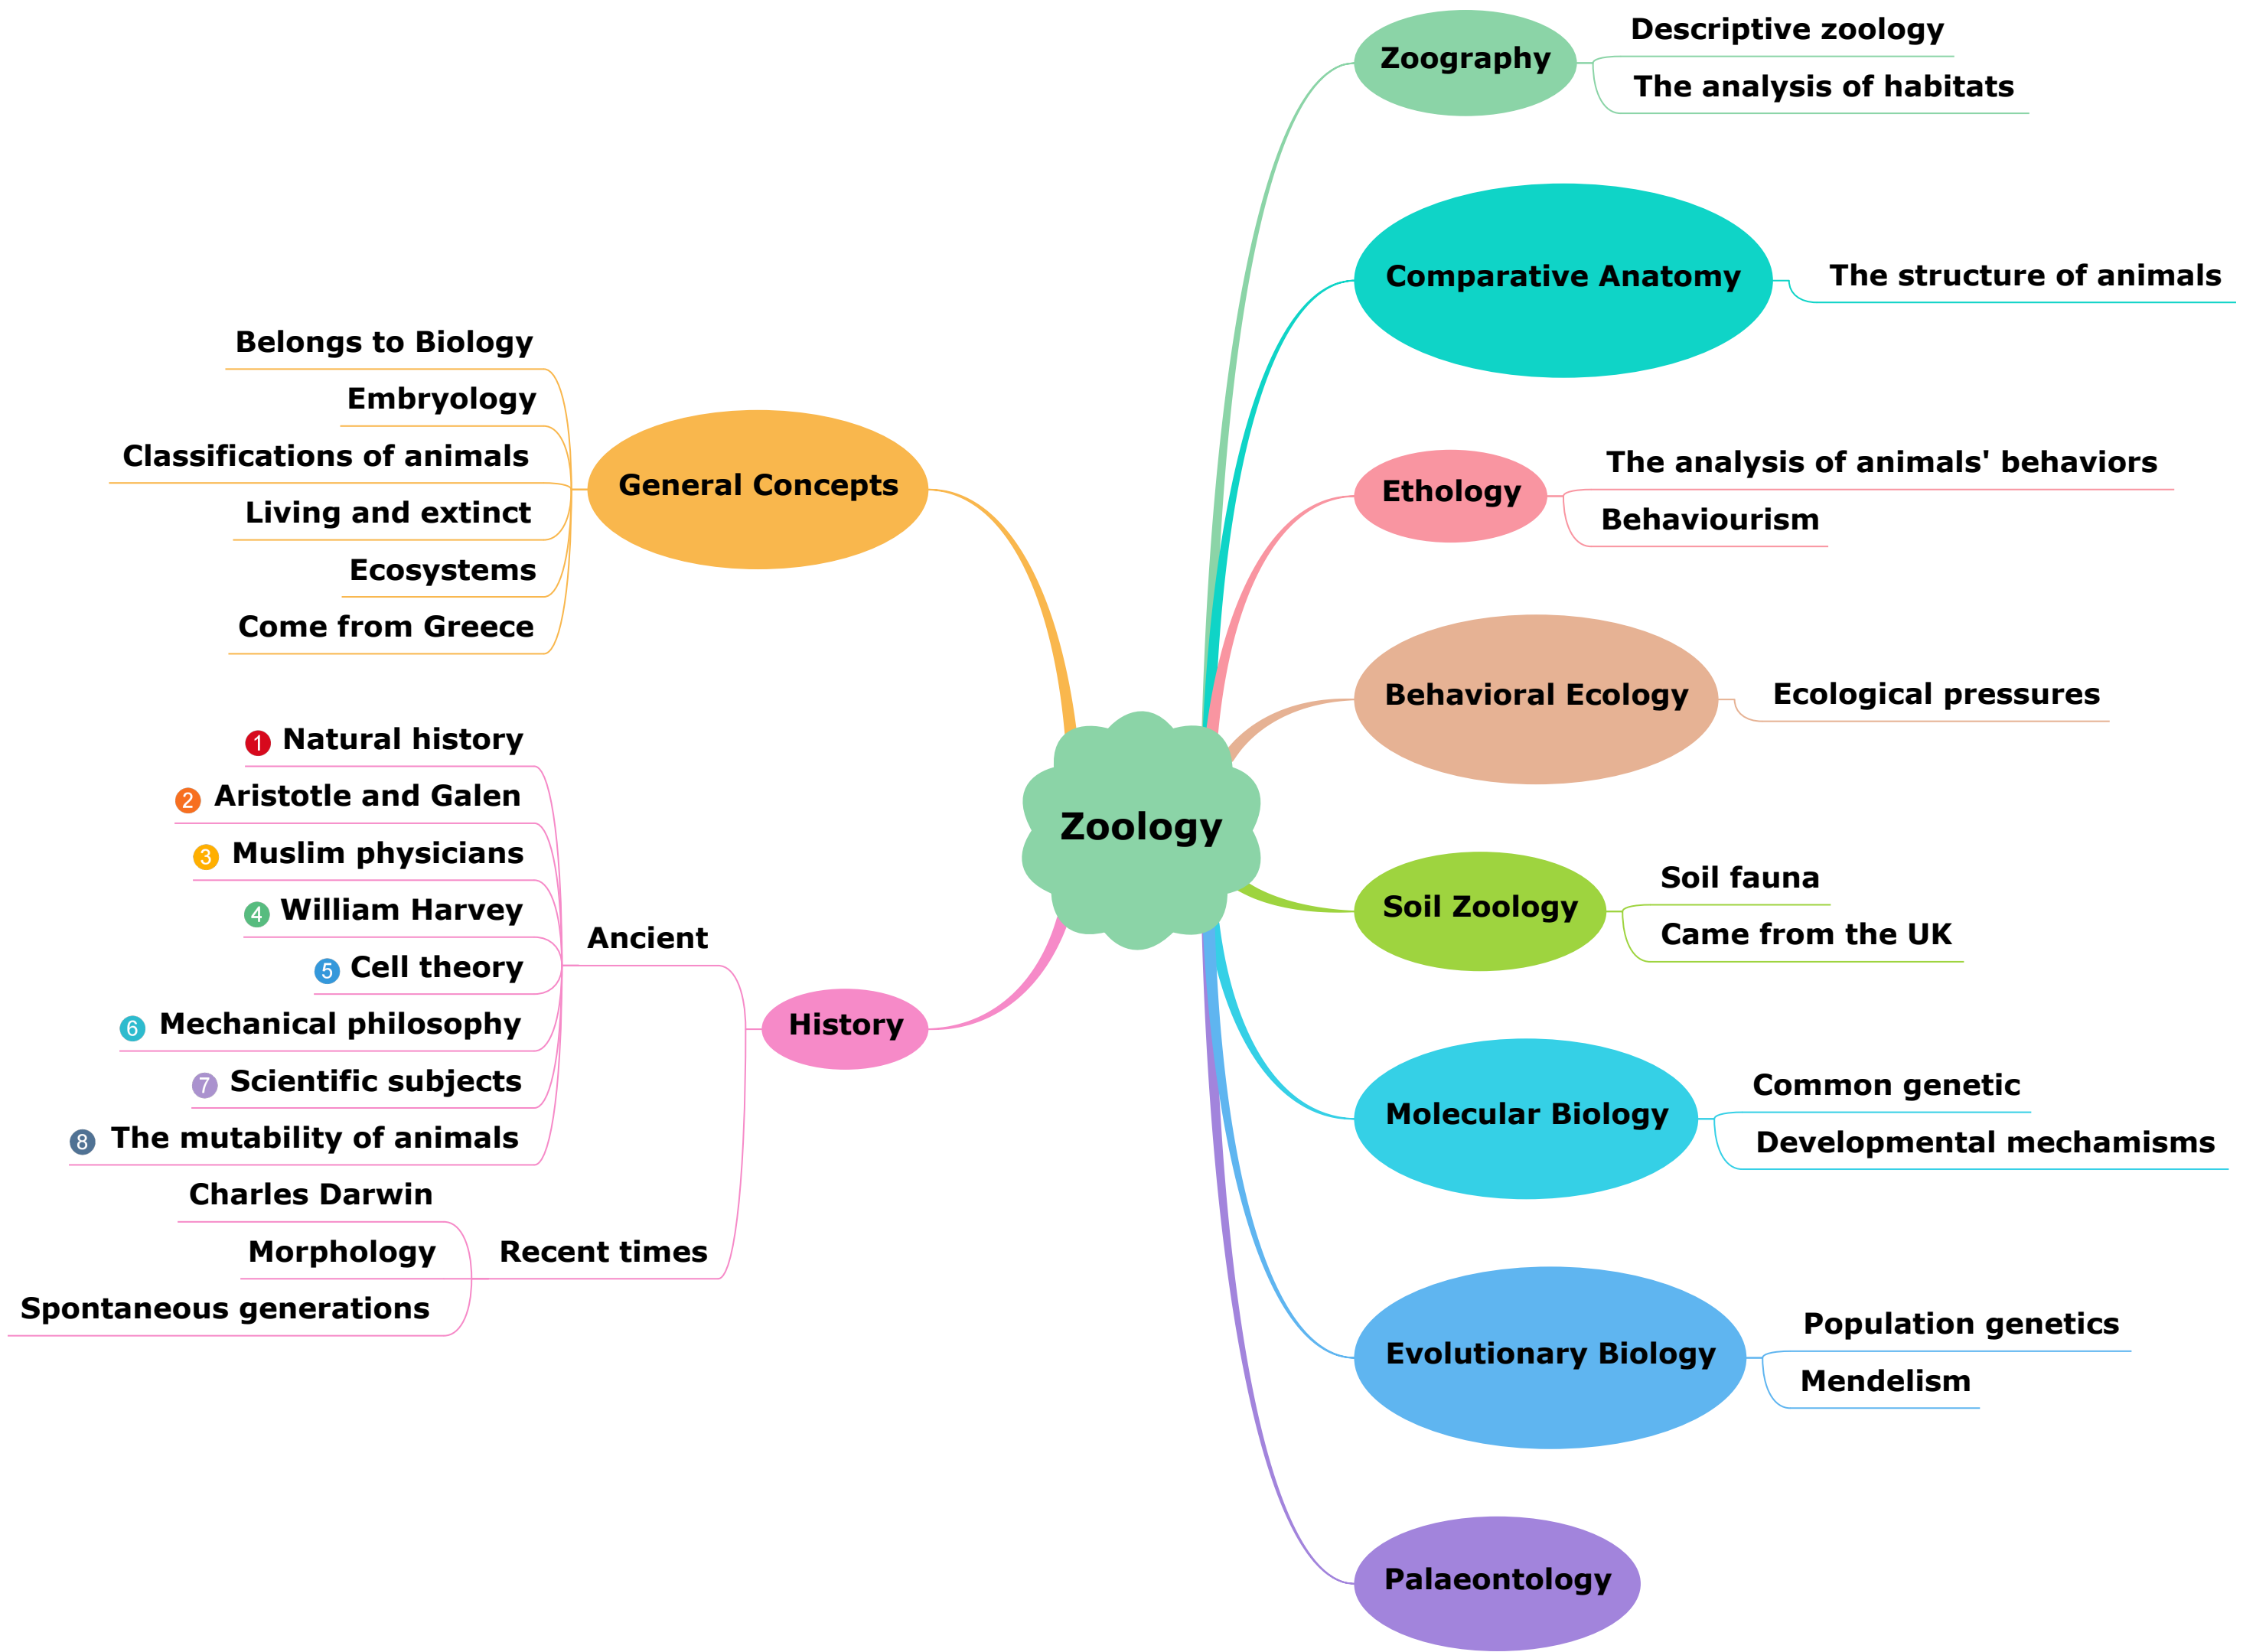 Zoology
General Concepts
Belongs to Biology
Embryology
Classifications of animals
Living and extinct
Ecosystems
Come from Greece
History
Ancient
1 Natural history
2 Aristotle and Galen
3 Muslim physicians
4 William Harvey
5 Cell theory
6 Mechanical philosophy
7 Scientific subjects
8 The mutability of animals
Recent times
Charles Darwin
Morphology
Spontaneous generations
Zoography
Descriptive zoology
The analysis of habitats
Comparative Anatomy
The structure of animals
Ethology
The analysis of animals' behaviors
Behaviourism
Behavioral Ecology
Ecological pressures
Soil Zoology
Soil fauna
Came from the UK
Molecular Biology
Common genetic
Developmental mechamisms
Evolutionary Biology
Population genetics
Mendelism
Palaeontology